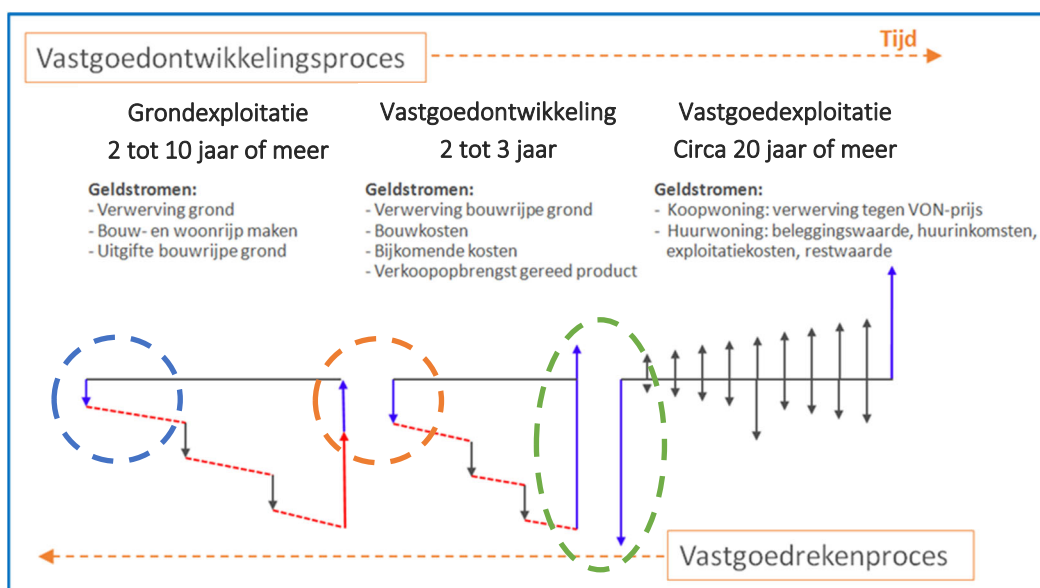 Vastgoedontwikkelingsproces
Tijd
Grondexploitatie
2 tot 10 jaar of meer
Geldstromen:
- Verwerving grond
- Bouw- en woonrijp maken
- Uitgifte bouwrijpe grond
Vastgoedontwikkeling
2 tot 3 jaar
Geldstromen:
- Verwerving bouwrijpe grond
- Bouwkosten
- Bijkomende kosten
- Verkoopopbrengst gereed product
Vastgoedexploitatie
Circa 20 jaar of meer
Geldstromen:
- Koopwoning: verwerving tegen VON-prijs
- Huurwoning: beleggingswaarde, huurinkomsten,
exploitatiekosten, restwaarde
Vastgoedrekenproces